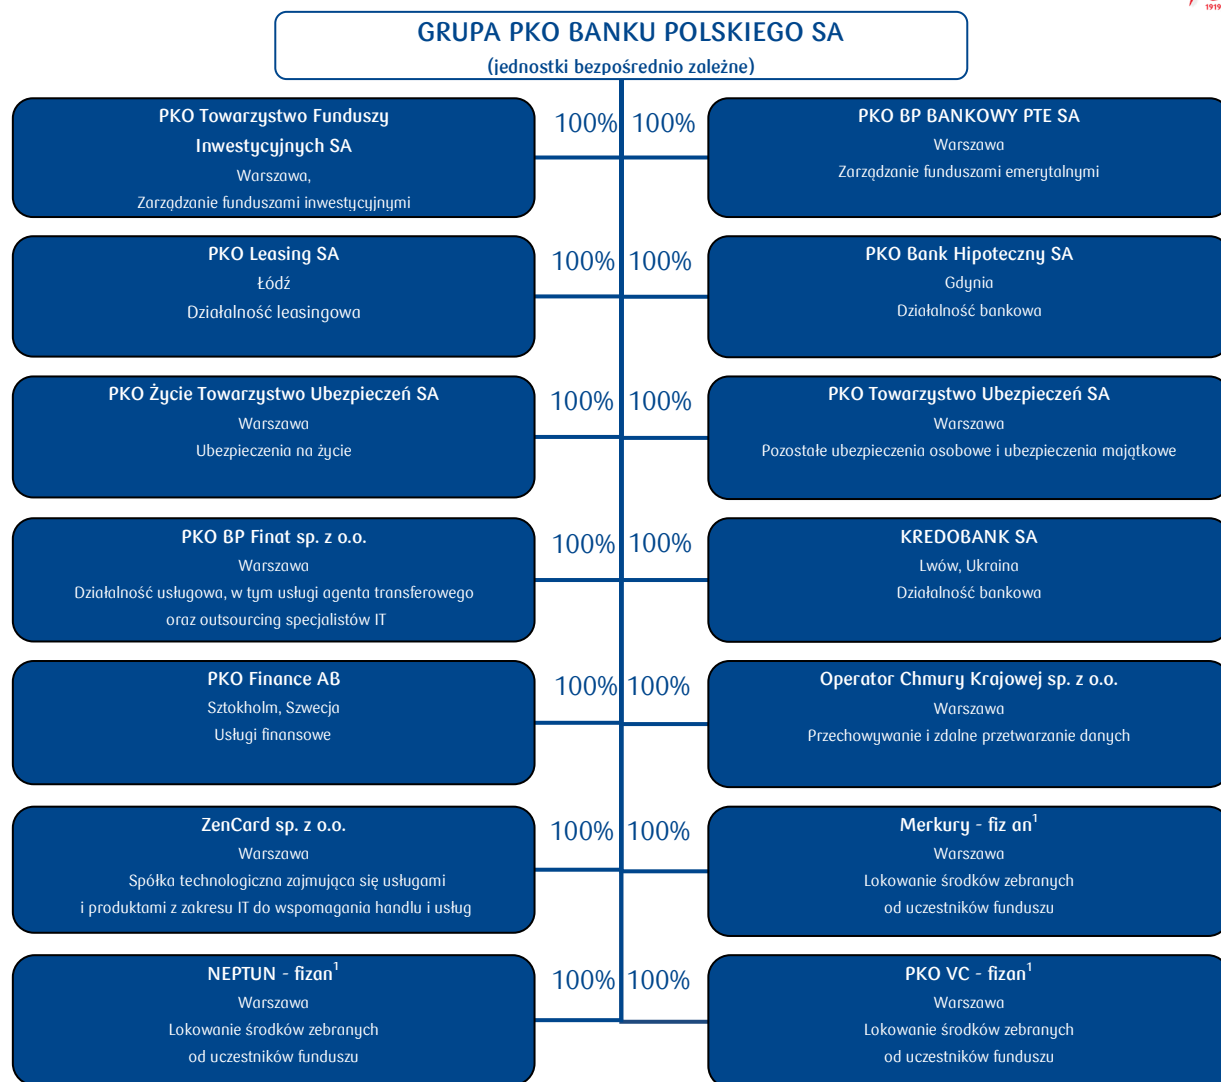 1919
GRUPA PKO BANKU POLSKIEGO SA
(jednostki bezpośrednio zależne)
PKO Towarzystwo Funduszy
Inwestycyjnych SA
Warszawa,
Zarządzanie funduszami inwestycyjnymi
100%
100%
PKO BP BANKOWY PTE SA
Warszawa
Zarządzanie funduszami emerytalnymi
PKO Leasing SA
Łódź
Działalność leasingowa
100%
100%
PKO Bank Hipoteczny SA
Gdynia
Działalność bankowa
PKO Życie Towarzystwo Ubezpieczeń SA
Warszawa
Ubezpieczenia na życie
100%
100%
PKO Towarzystwo Ubezpieczeń SA
Warszawa
Pozostałe ubezpieczenia osobowe i ubezpieczenia majątkowe
PKO BP Finat sp. z o.o.
Warszawa
Działalność usługowa, w tym usługi agenta transferowego
oraz outsourcing specjalistów IT
100%
100%
KREDOBANK SA
Lwów, Ukraina
Działalność bankowa
PKO Finance AB
Sztokholm, Szwecja
Usługi finansowe
100%
100%
Operator Chmury Krajowej sp. z o.o.
Warszawa
Przechowywanie i zdalne przetwarzanie danych
ZenCard sp. z o.o.
Warszawa
Spółka technologiczna zajmująca się usługami
i produktami z zakresu IT do wspomagania handlu i usług
100%
100%
Merkury - fiz an¹
Warszawa
Lokowanie środków zebranych
od uczestników funduszu
NEPTUN - fizan¹
Warszawa
Lokowanie środków zebranych
od uczestników funduszu
100%
100%
PKO VC - fizan¹
Warszawa
Lokowanie środków zebranych
od uczestników funduszu